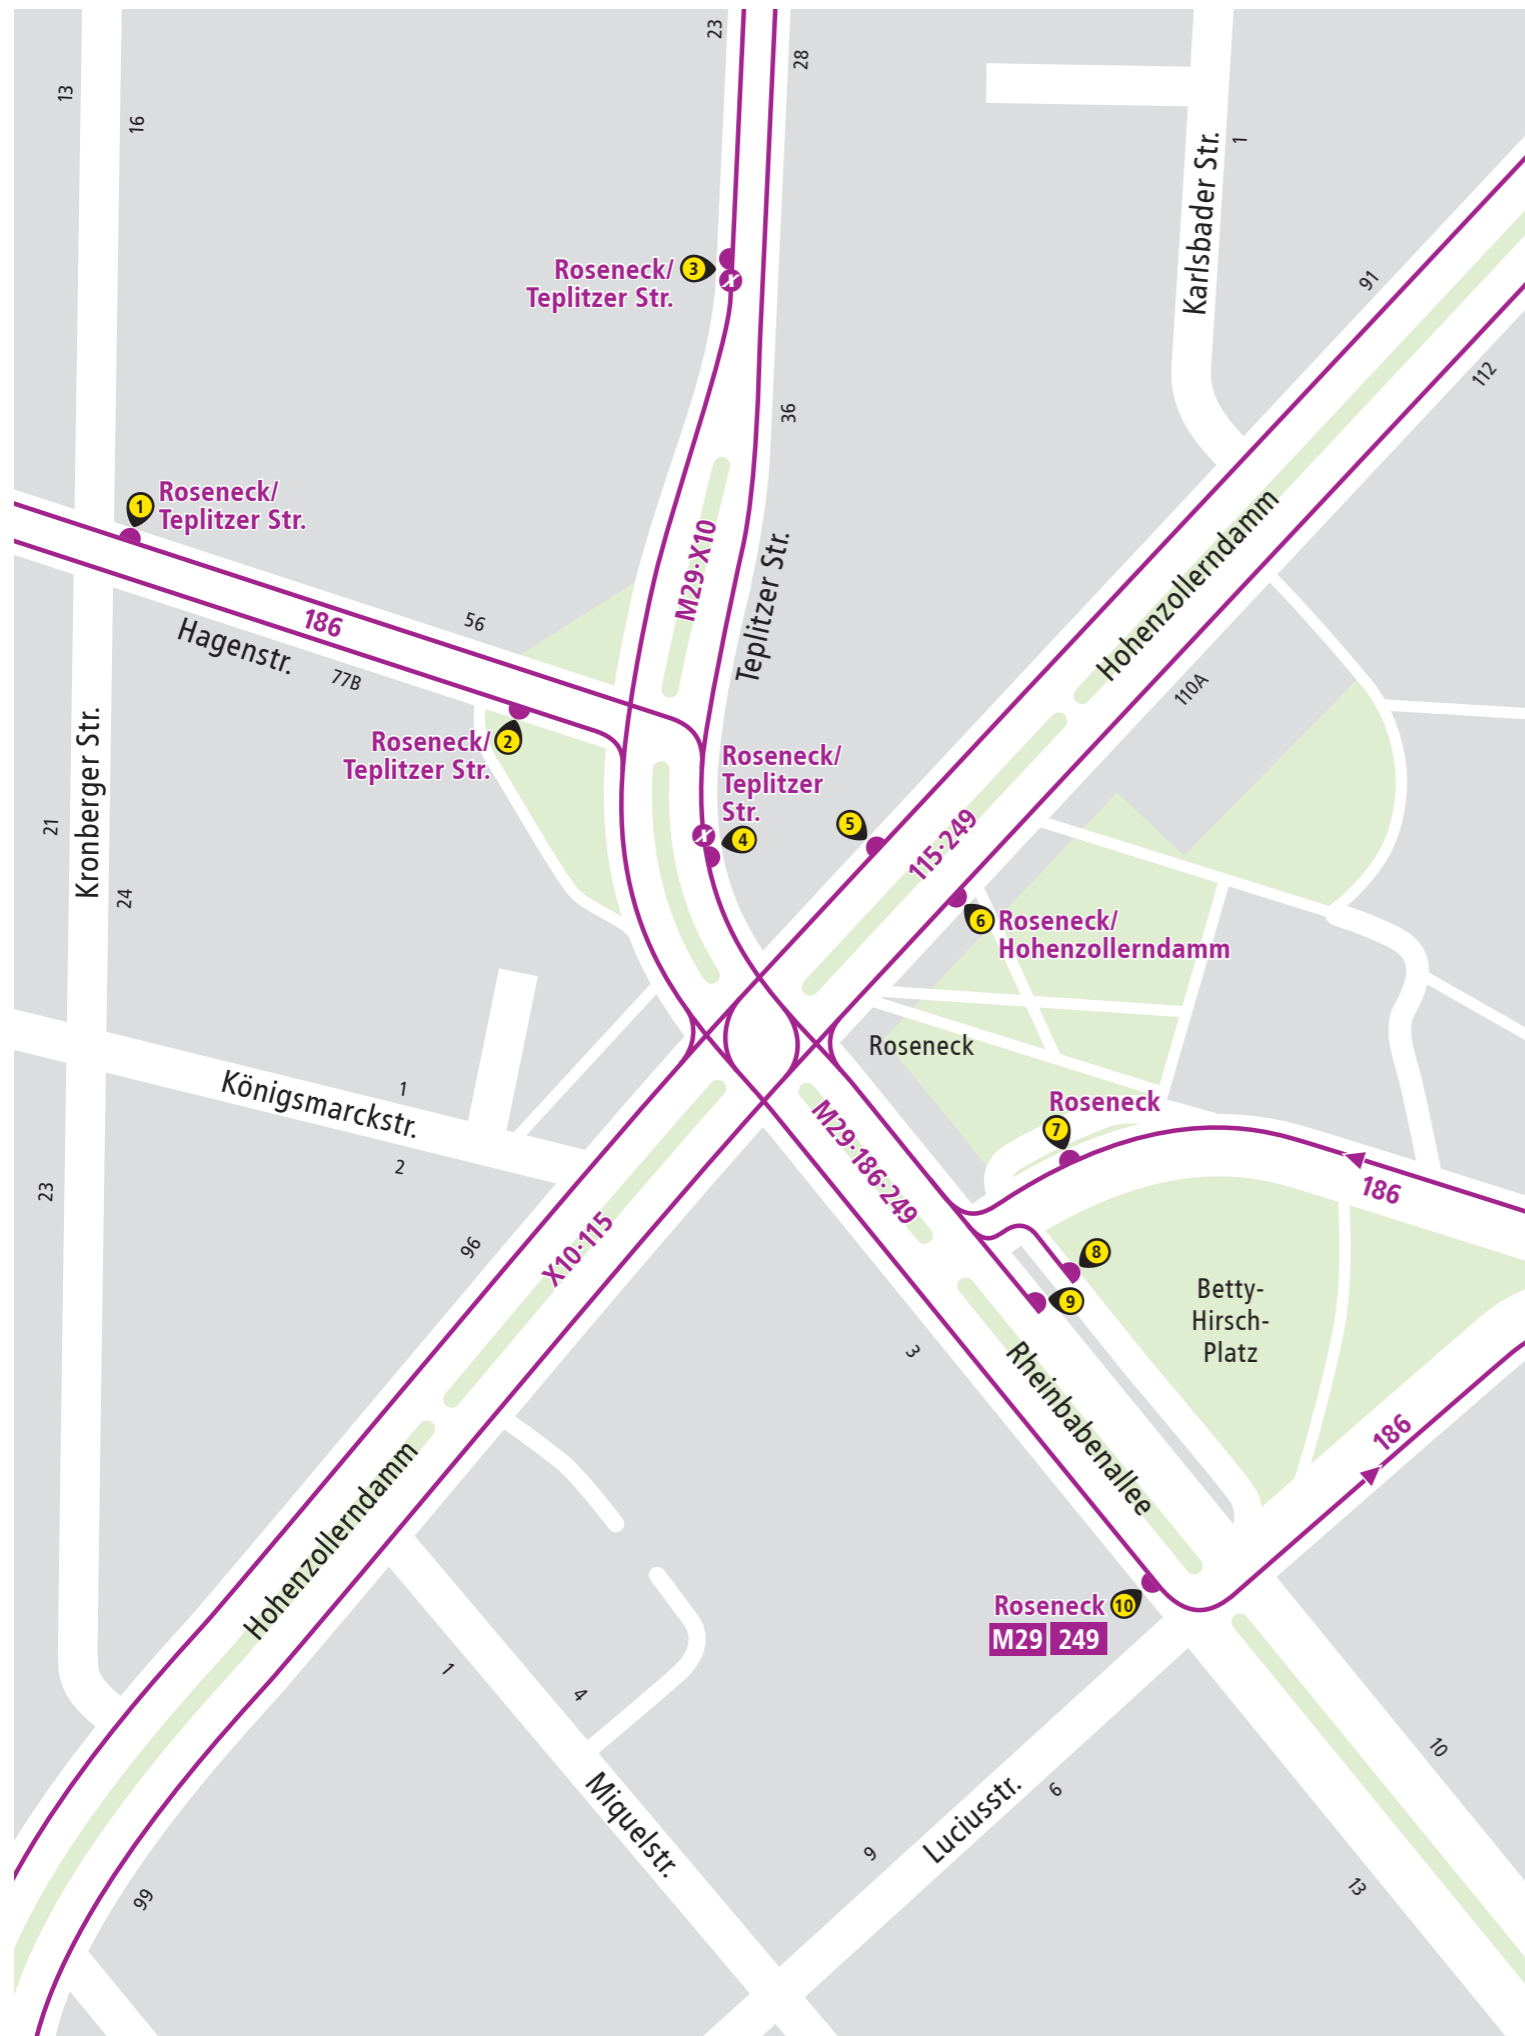 23
28
13
16
1
Karlsbader Str.
3
Roseneck/
Teplitzer Str.
X
91
112
36
1
Roseneck/
Teplitzer Str.
M29·X10
Teplitzer Str.
Hohenzollerndamm
186
56
Hagenstr.
77B
110A
2
Roseneck/
Teplitzer Str.
Roseneck/
Teplitzer
Str.
X
4
5
115·249
Kronberger Str.
21
24
6
Roseneck/
Hohenzollerndamm
Roseneck
Königsmarckstr.
1
2
Roseneck
7
M29·186·249
186
23
96
X10·115
8
9
Betty-
Hirsch-
Platz
3
Rheinbabenallee
186
Hohenzollerndamm
Roseneck
10
M29
249
1
4
10
Miquelstr.
Luciusstr.
6
9
13
99